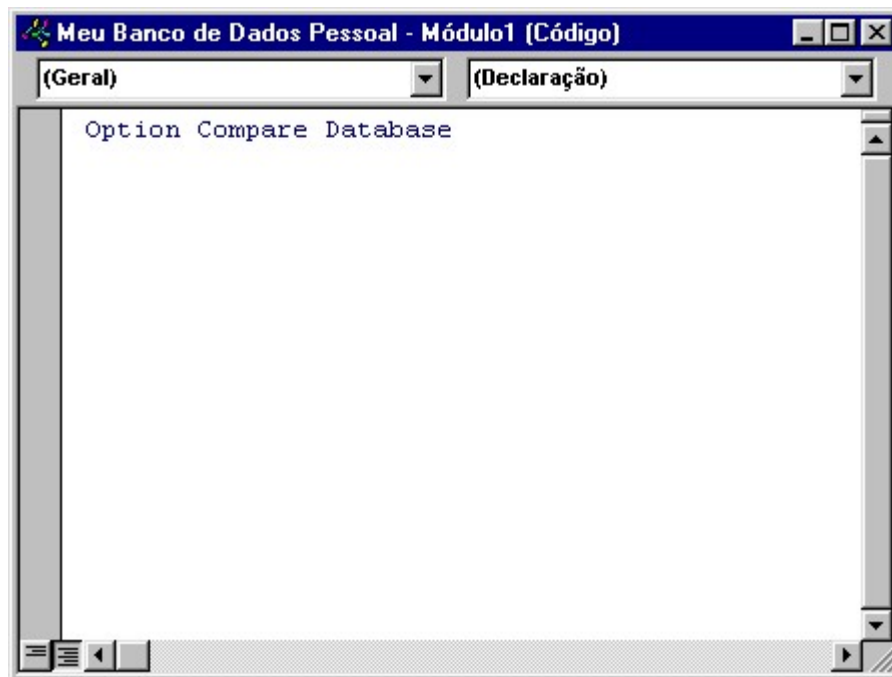 Meu Banco de Dados Pessoal - Módulo1 (Código)
(Geral) (Declaração)
Option Compare Database